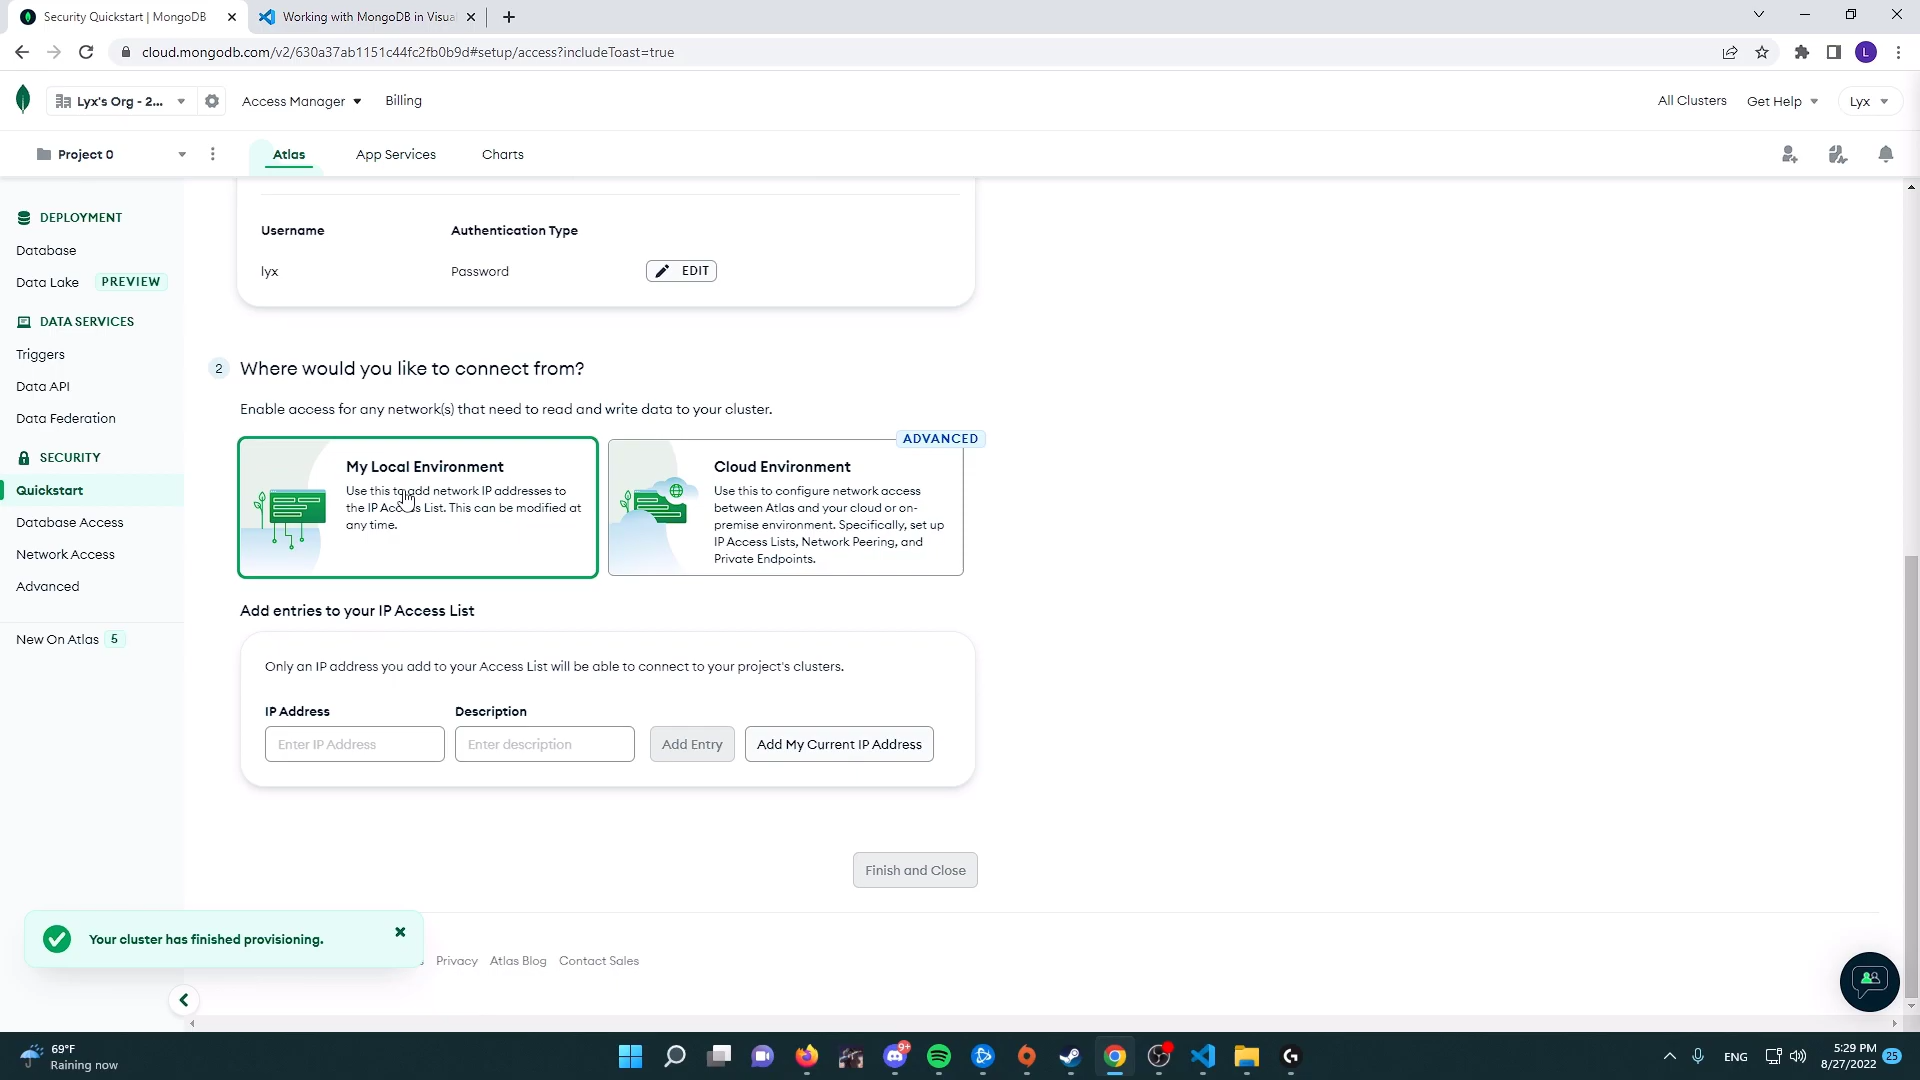 Security Quickstart | MongoDB
Working with MongoDB in Visual
cloud.mongodb.com/v2/630a37ab1151c44fc2fb0b9d#setup/access?includeToast=true
L
Lyx's Org - 2...
Access Manager
Billing
All Clusters
Get Help
Lyx
Project 0
Atlas
App Services
Charts
DEPLOYMENT
Database
Data Lake PREVIEW
DATA SERVICES
Triggers
Data API
Data Federation
SECURITY
Quickstart
Database Access
Network Access
Advanced
New On Atlas 5
Username
Authentication Type
lyx
Password
EDIT
2 Where would you like to connect from?
Enable access for any network(s) that need to read and write data to your cluster.
My Local Environment
Use this to add network IP addresses to
the IP Access List. This can be modified at
any time.
ADVANCED
Cloud Environment
Use this to configure network access
between Atlas and your cloud or on-
premise environment. Specifically, set up
IP Access Lists, Network Peering, and
Private Endpoints.
Add entries to your IP Access List
Only an IP address you add to your Access List will be able to connect to your project's clusters.
IP Address
Description
Enter IP Address
Enter description
Add Entry
Add My Current IP Address
Finish and Close
Your cluster has finished provisioning.
Privacy
Atlas Blog
Contact Sales
69°F
Raining now
9+
ENG
5:29 PM
8/27/2022
25